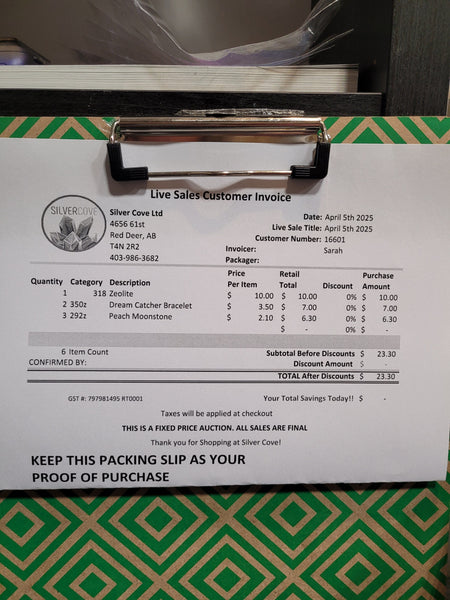 Live Sales Customer Invoice
SILVERCOVE
Silver Cove Ltd
4656 61st
Red Deer, AB
T4N 2R2
403-986-3682
Date: April 5th 2025
Live Sale Title: April 5th 2025
Customer Number: 16601
Invoicer: Sarah
Packager:
Quantity Category Description Price Per Item Retail Total Discount Purchase Amount
1 318 Zeolite $ 10.00 $ 10.00 0% $ 10.00
2 350z Dream Catcher Bracelet $ 3.50 $ 7.00 0% $ 7.00
3 292z Peach Moonstone $ 2.10 $ 6.30 0% $ 6.30
$ - 0% $ -
6 Item Count Subtotal Before Discounts $ 23.30
CONFIRMED BY: Discount Amount $ -
TOTAL After Discounts $ 23.30
GST #: 797981495 RT0001 Your Total Savings Today!! $ -
Taxes will be applied at checkout
THIS IS A FIXED PRICE AUCTION. ALL SALES ARE FINAL
Thank you for Shopping at Silver Cove!
KEEP THIS PACKING SLIP AS YOUR
PROOF OF PURCHASE